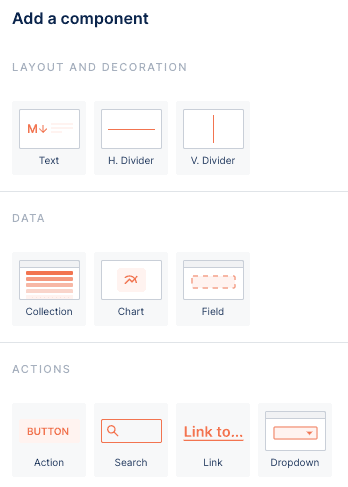 Add a component
LAYOUT AND DECORATION
M↓
Text
H. Divider
V. Divider
DATA
Collection
Chart
Field
ACTIONS
BUTTON
Link to...
Action
Search
Link
Dropdown